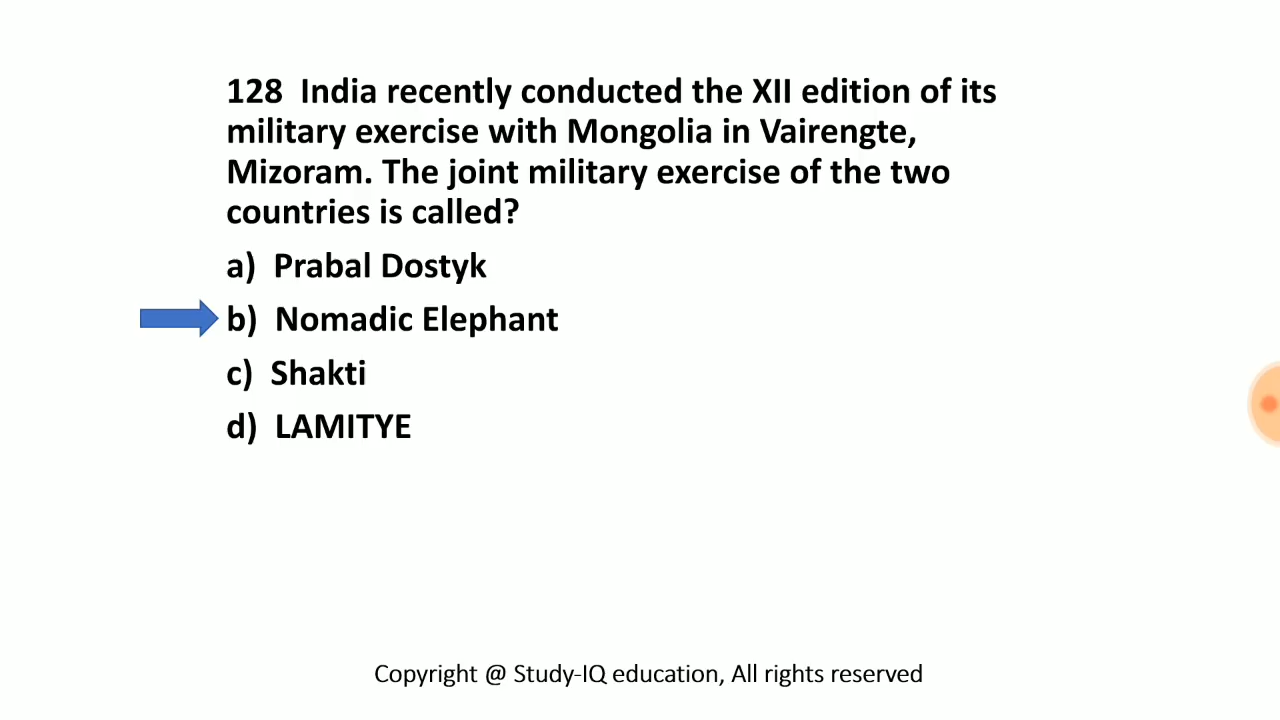 128  India recently conducted the XII edition of its
military exercise with Mongolia in Vairengte,
Mizoram. The joint military exercise of the two
countries is called?
a)  Prabal Dostyk
b)  Nomadic Elephant
c)  Shakti
d)  LAMITYE
Copyright @ Study-IQ education, All rights reserved